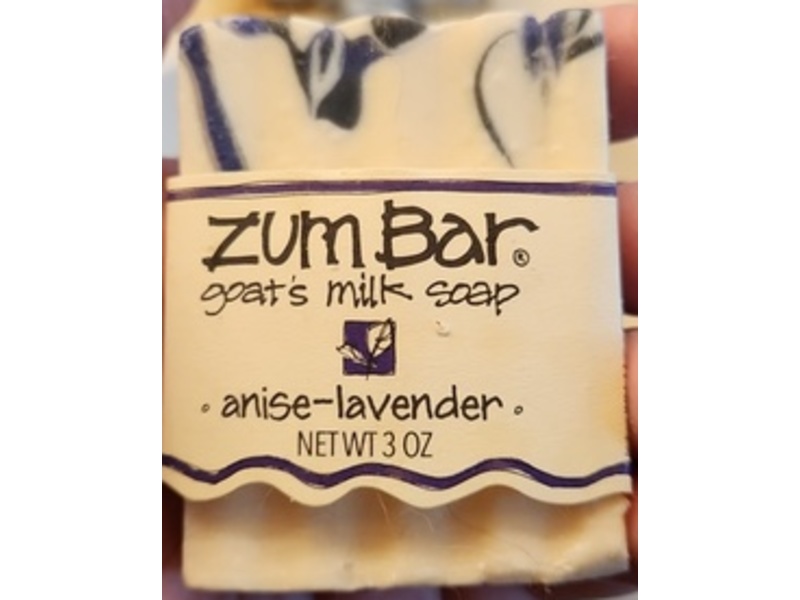 zum Bar®
goat's milk soap
• anise-lavender •
NET WT 3 OZ